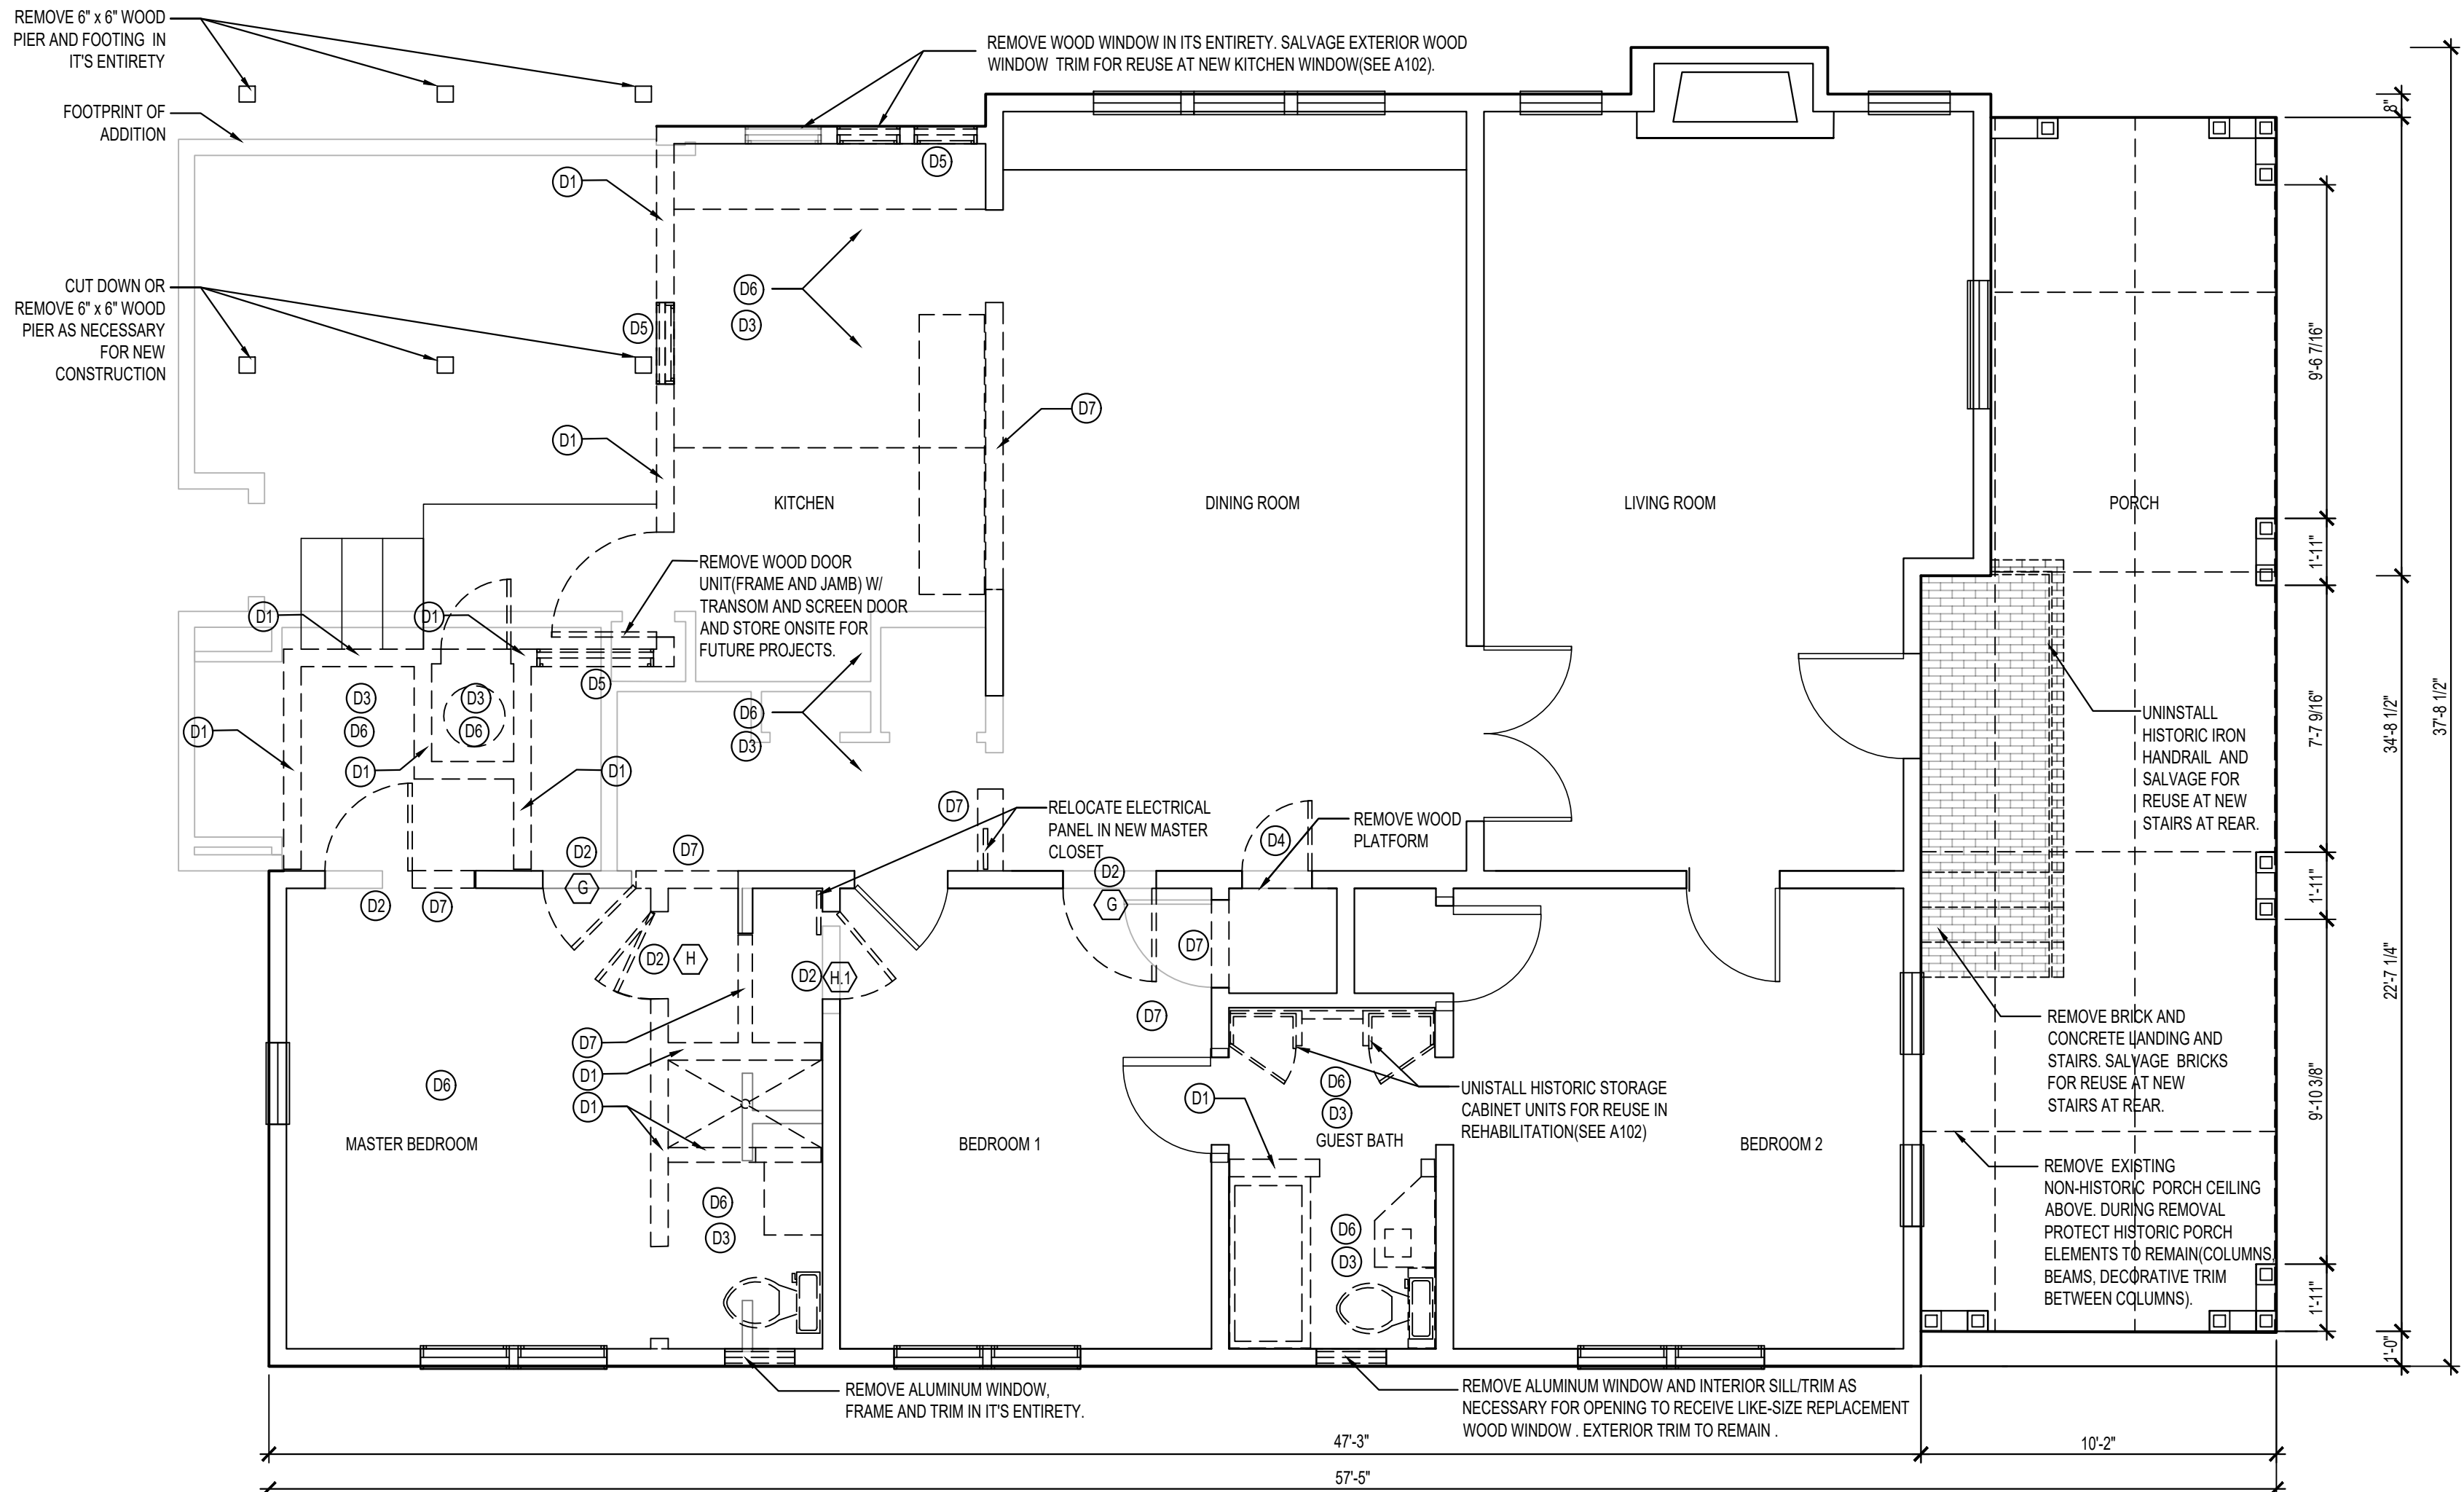 REMOVE 6" x 6" WOOD
PIER AND FOOTING IN
IT'S ENTIRETY
FOOTPRINT OF
ADDITION
CUT DOWN OR
REMOVE 6" x 6" WOOD
PIER AS NECESSARY
FOR NEW
CONSTRUCTION
REMOVE WOOD WINDOW IN ITS ENTIRETY. SALVAGE EXTERIOR WOOD
WINDOW TRIM FOR REUSE AT NEW KITCHEN WINDOW(SEE A102).
D5
D1
D6
D3
D5
D7
D1
KITCHEN
DINING ROOM
LIVING ROOM
PORCH
REMOVE WOOD DOOR
UNIT(FRAME AND JAMB) W/
TRANSOM AND SCREEN DOOR
AND STORE ONSITE FOR
FUTURE PROJECTS.
D1
D1
D5
D3
D6
D3
D6
D1
D1
D1
D6
D3
D7
RELOCATE ELECTRICAL
PANEL IN NEW MASTER
CLOSET
REMOVE WOOD
PLATFORM
D4
UNINSTALL
HISTORIC IRON
HANDRAIL AND
SALVAGE FOR
REUSE AT NEW
STAIRS AT REAR.
D2
G
D7
D2
G
D2
D7
D2
H
D2
H.1
D7
D7
D7
D1
D1
D6
MASTER BEDROOM
D6
D3
BEDROOM 1
D1
D6
D3
GUEST BATH
D6
D3
UNISTALL HISTORIC STORAGE
CABINET UNITS FOR REUSE IN
REHABILITATION(SEE A102)
BEDROOM 2
REMOVE BRICK AND
CONCRETE LANDING AND
STAIRS. SALVAGE BRICKS
FOR REUSE AT NEW
STAIRS AT REAR.
REMOVE EXISTING
NON-HISTORIC PORCH CEILING
ABOVE. DURING REMOVAL
PROTECT HISTORIC PORCH
ELEMENTS TO REMAIN(COLUMNS,
BEAMS, DECORATIVE TRIM
BETWEEN COLUMNS).
REMOVE ALUMINUM WINDOW,
FRAME AND TRIM IN IT'S ENTIRETY.
REMOVE ALUMINUM WINDOW AND INTERIOR SILL/TRIM AS
NECESSARY FOR OPENING TO RECEIVE LIKE-SIZE REPLACEMENT
WOOD WINDOW . EXTERIOR TRIM TO REMAIN .
8"
9'-6 7/16"
1'-11"
7'-7 9/16"
34'-8 1/2"
37'-8 1/2"
1'-11"
22'-7 1/4"
9'-10 3/8"
1'-11"
1'-0"
47'-3"
10'-2"
57'-5"